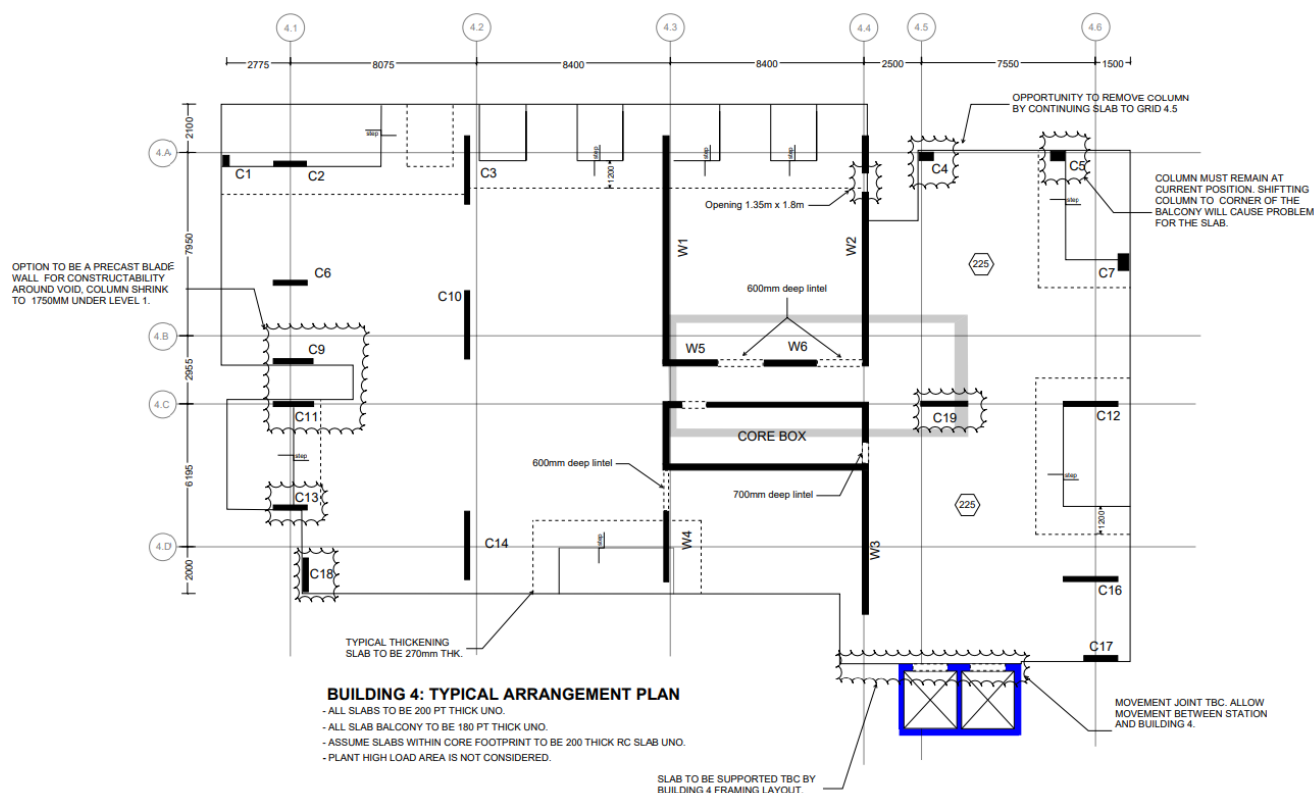 4.1
4.2
4.3
4.4
4.5
4.6
2775
8075
8400
8400
2500
7550
1500
OPPORTUNITY TO REMOVE COLUMN
BY CONTINUING SLAB TO GRID 4.5
2100
4.A
step
step
step
step
1200
C1
C2
C3
C4
C5
COLUMN MUST REMAIN AT
CURRENT POSITION. SHIFTTING
COLUMN TO CORNER OF THE
BALCONY WILL CAUSE PROBLEM
FOR THE SLAB.
step
Opening 1.35m x 1.8m
7950
W1
W2
225
C7
OPTION TO BE A PRECAST BLADE
WALL FOR CONSTRUCTABILITY
AROUND VOID, COLUMN SHRINK
TO 1750MM UNDER LEVEL 1.
C6
C10
600mm deep lintel
4.B
C9
W5
W6
2955
4.C
C11
C19
C12
CORE BOX
step
600mm deep lintel
step
6195
C13
700mm deep lintel
225
1200
4.D
C14
step
W4
W3
2000
C18
C16
TYPICAL THICKENING
SLAB TO BE 270mm THK.
C17
BUILDING 4: TYPICAL ARRANGEMENT PLAN
- ALL SLABS TO BE 200 PT THICK UNO.
- ALL SLAB BALCONY TO BE 180 PT THICK UNO.
- ASSUME SLABS WITHIN CORE FOOTPRINT TO BE 200 THICK RC SLAB UNO.
- PLANT HIGH LOAD AREA IS NOT CONSIDERED.
MOVEMENT JOINT TBC. ALLOW
MOVEMENT BETWEEN STATION
AND BUILDING 4.
SLAB TO BE SUPPORTED TBC BY
BUILDING 4 FRAMING LAYOUT.